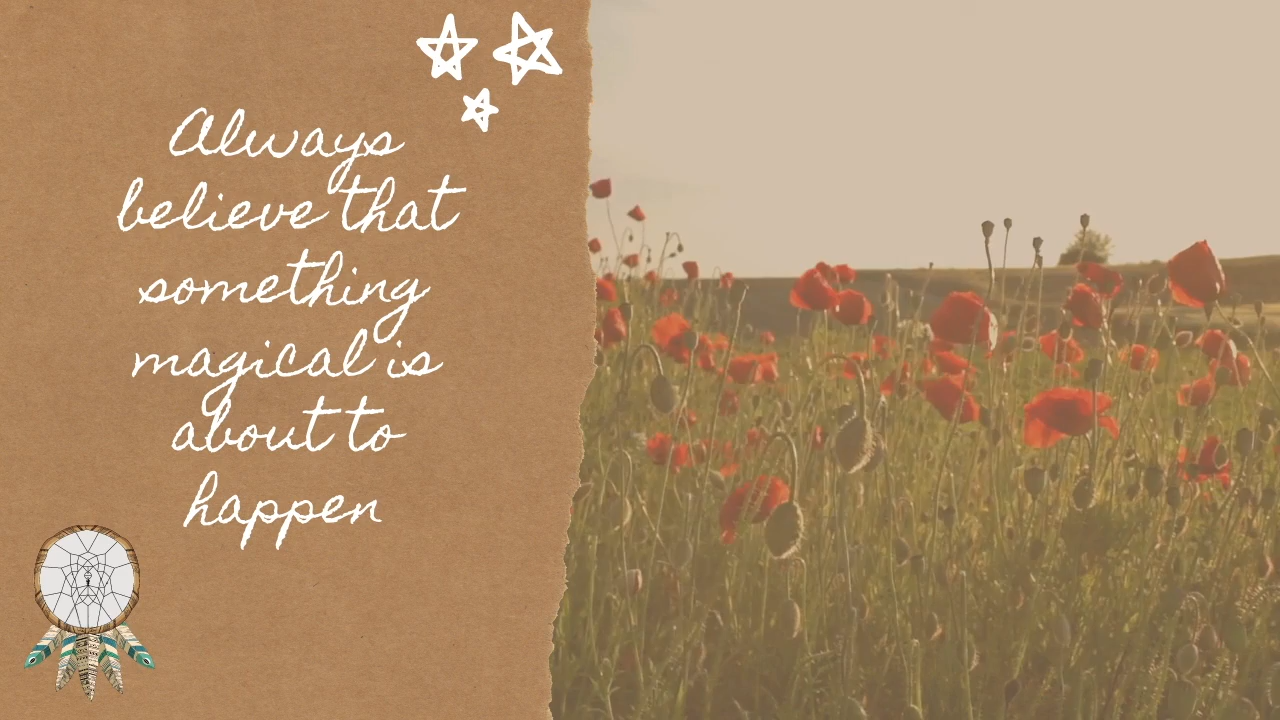 Always
believe that
something
magical is
about to
happen